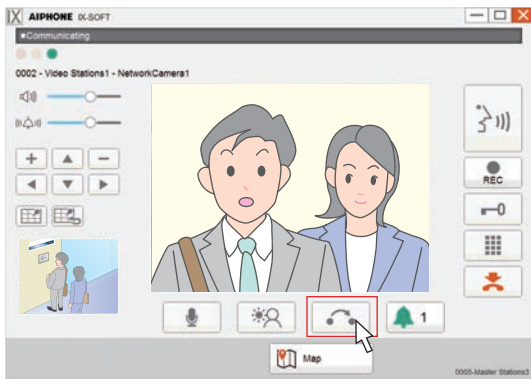 AIPHONE IX-SOFT
■Communicating
0002 - Video Stations1 - NetworkCamera1
REC
1
Map
0005-Master Stations3